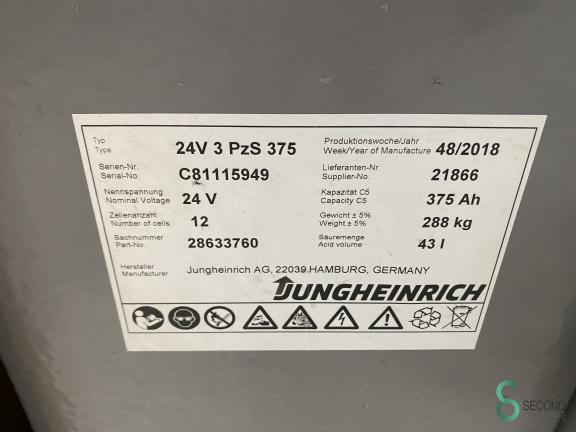 Typ
Type
24V 3 PzS 375
Produktionswoche/Jahr
Week/Year of Manufacture
48/2018
Serien-Nr.
Serial-No.
C81115949
Lieferanten-Nr.
Supplier-No.
21866
Nennspannung
Nominal Voltage
24 V
Kapazität C5
Capacity C5
375 Ah
Zellenanzahl
Number of cells
12
Gewicht ± 5%
Weight ± 5%
288 kg
Sachnummer
Part-No.
28633760
Säuremenge
Acid volume
43 l
Hersteller
Manufacturer
Jungheinrich AG, 22039 HAMBURG, GERMANY
JUNGHEINRICH
SECOND